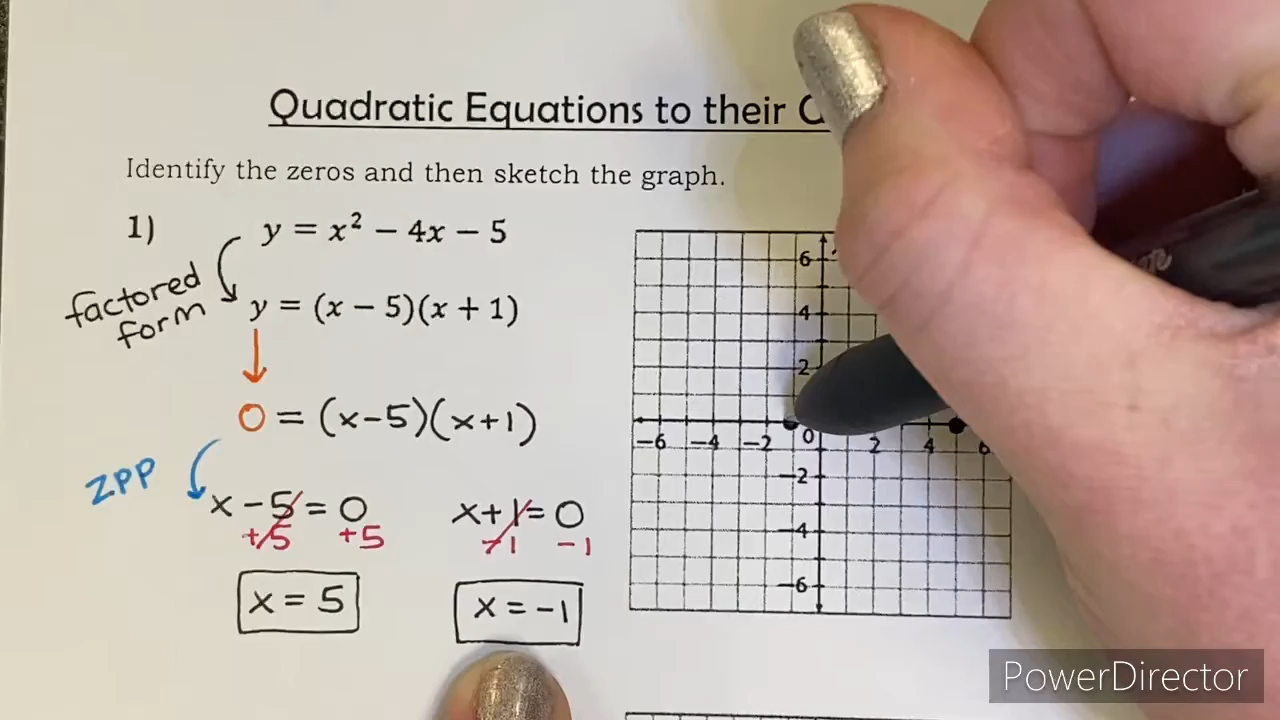 Quadratic Equations to their
Identify the zeros and then sketch the graph.
1)
y = x² − 4x − 5
factored form
y = (x − 5)(x + 1)
0 = (x−5)(x+1)
ZPP
x −5 = 0
+5 +5
x+1 = 0
−1 −1
x = 5
x = −1
6
4
2
−6 −4 −2 0 2 4 6
−2
−4
−6
PowerDirector